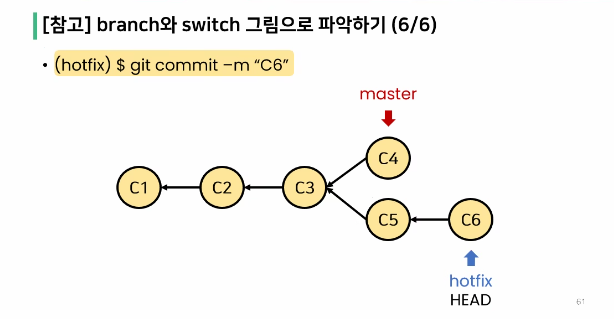 [참고] branch와 switch 그림으로 파악하기 (6/6)
• (hotfix) $ git commit –m “C6”
master
C4
C1
C2
C3
C5
C6
hotfix
HEAD
61